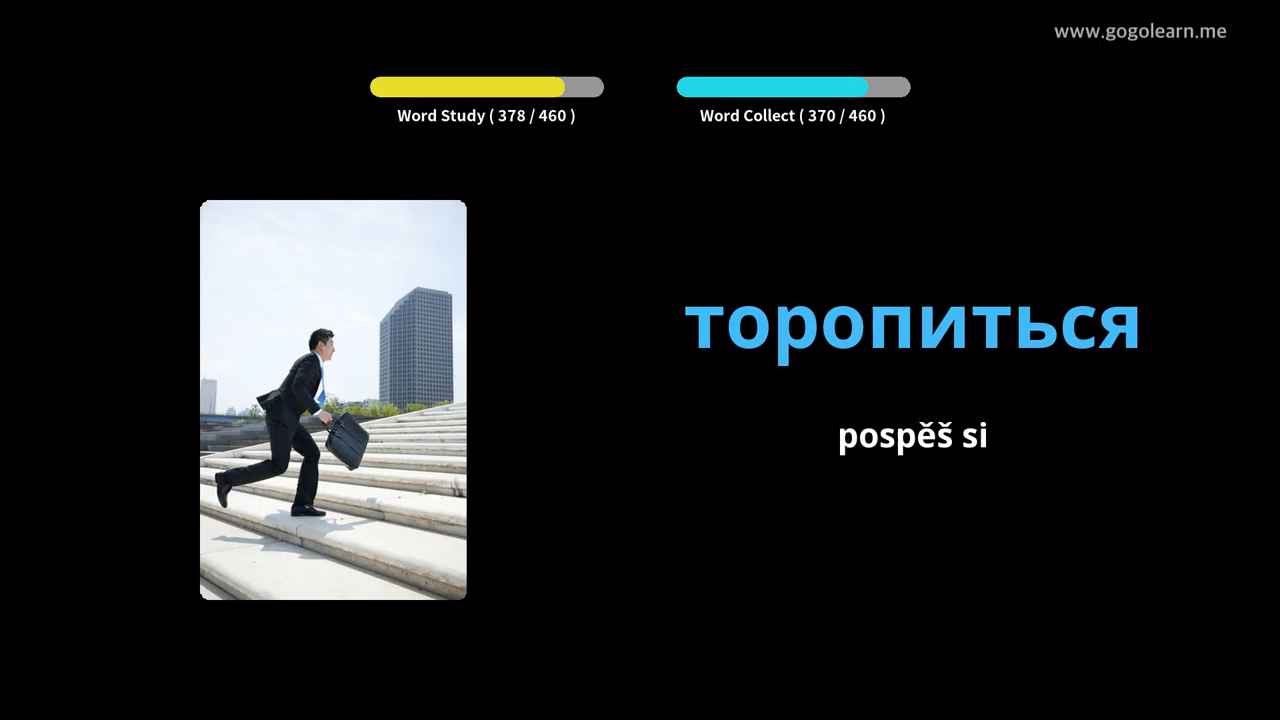 www.gogolearn.me
Word Study ( 378 / 460 )
Word Collect ( 370 / 460 )
торопиться
pospěš si